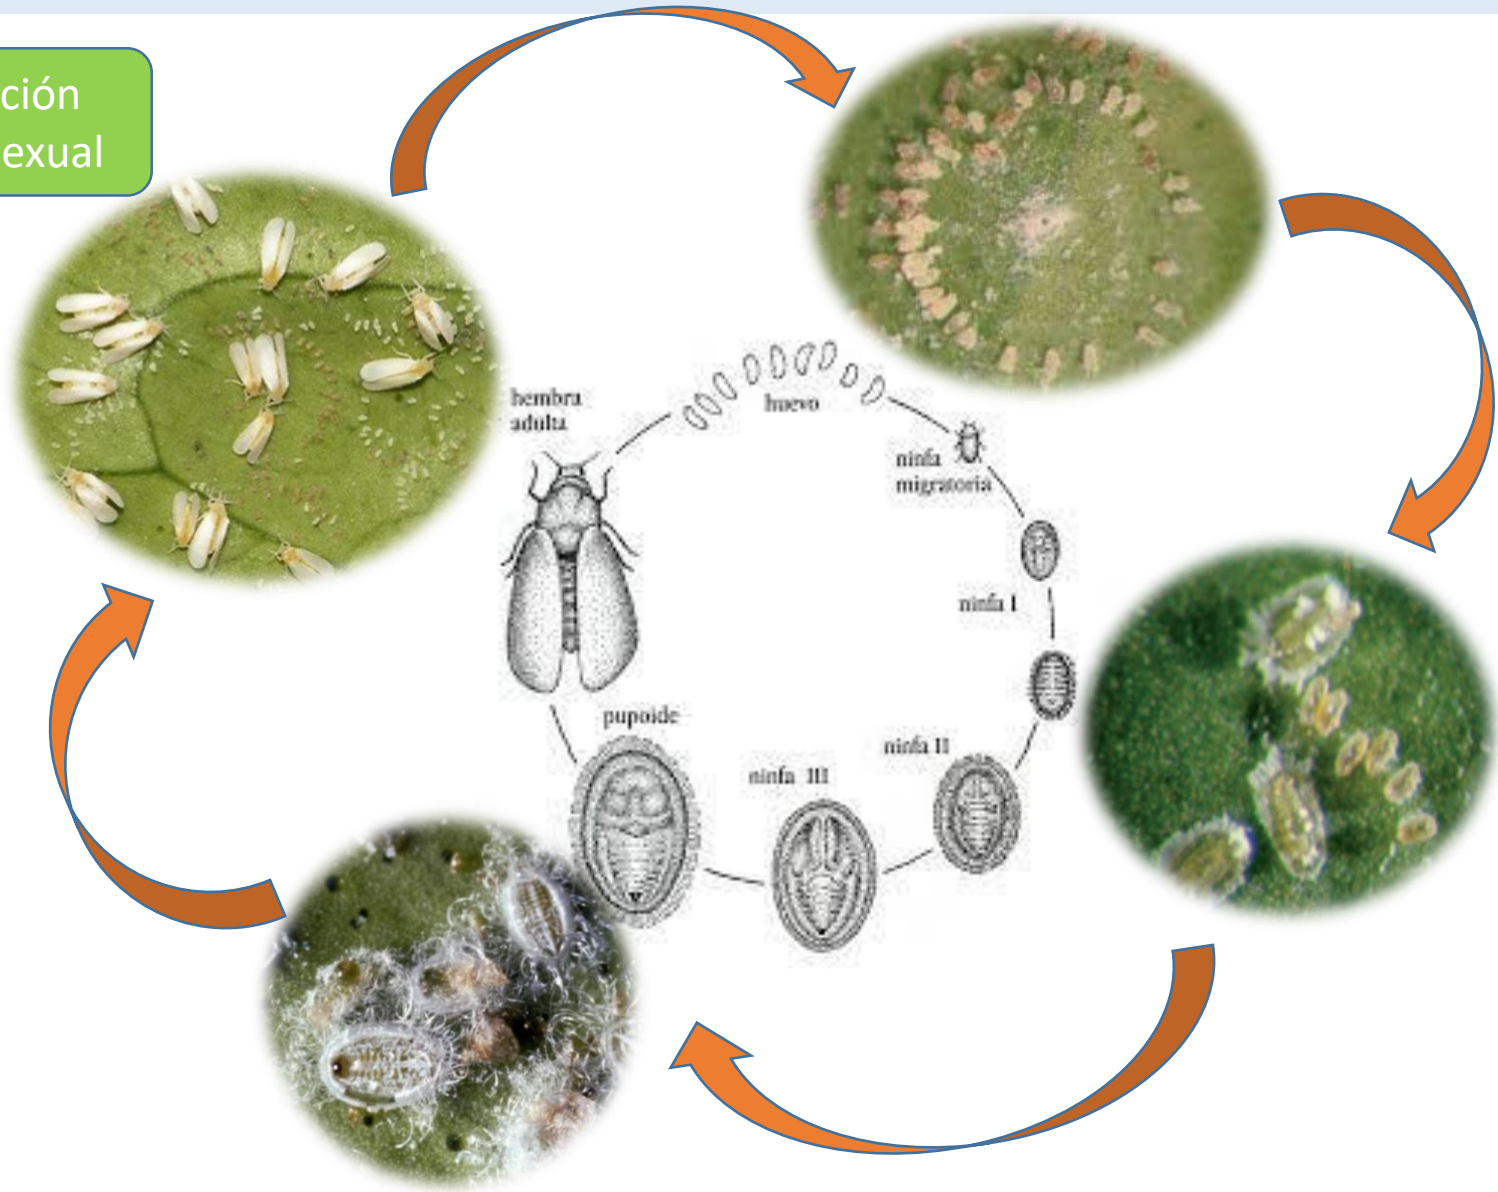 ción
exual
hembra
adulta
huevo
ninfa
migratoria
ninfa I
pupoide
ninfa II
ninfa III